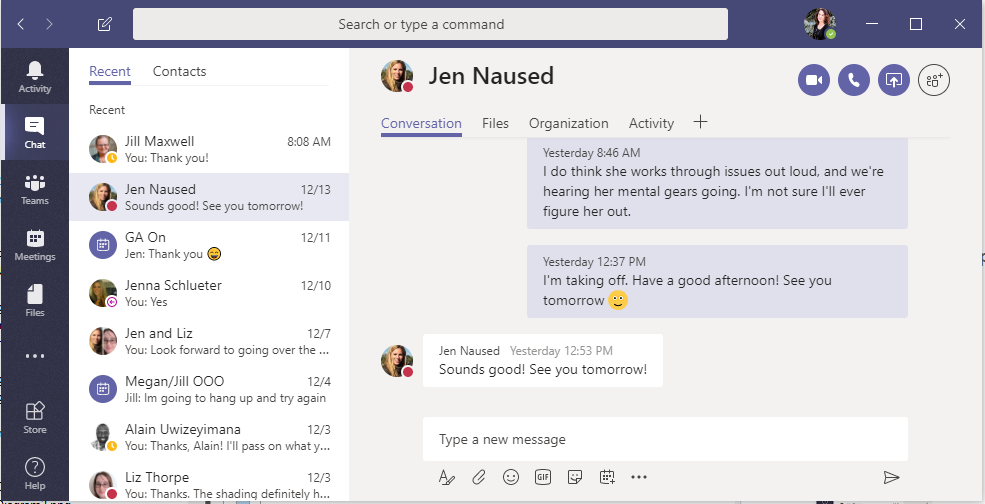 Search or type a command
Activity
Chat
Teams
Meetings
Files
Store
Help
Recent
Contacts
Recent
Jill Maxwell
8:08 AM
You: Thank you!
Jen Naused
12/13
Sounds good! See you tomorrow!
GA On
12/11
Jen: Thank you 😄
Jenna Schlueter
12/10
You: Yes
Jen and Liz
12/7
You: Look forward to going over the ...
Megan/Jill OOO
12/4
Jill: Im going to hang up and try again
Alain Uwizeyimana
12/3
You: Thanks, Alain! I'll pass on what y...
Liz Thorpe
12/3
You: Thanks. The shading definitely h...
Jen Naused
Conversation
Files
Organization
Activity
Yesterday 8:46 AM
I do think she works through issues out loud, and we're
hearing her mental gears going. I'm not sure I'll ever
figure her out.
Yesterday 12:37 PM
I'm taking off. Have a good afternoon! See you
tomorrow 🙂
Jen Naused Yesterday 12:53 PM
Sounds good! See you tomorrow!
Type a new message
GIF